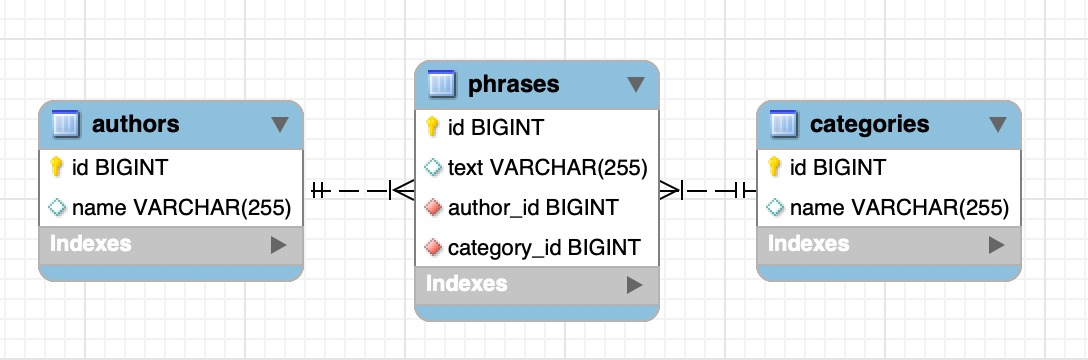 authors
id BIGINT
name VARCHAR(255)
Indexes
phrases
id BIGINT
text VARCHAR(255)
author_id BIGINT
category_id BIGINT
Indexes
categories
id BIGINT
name VARCHAR(255)
Indexes